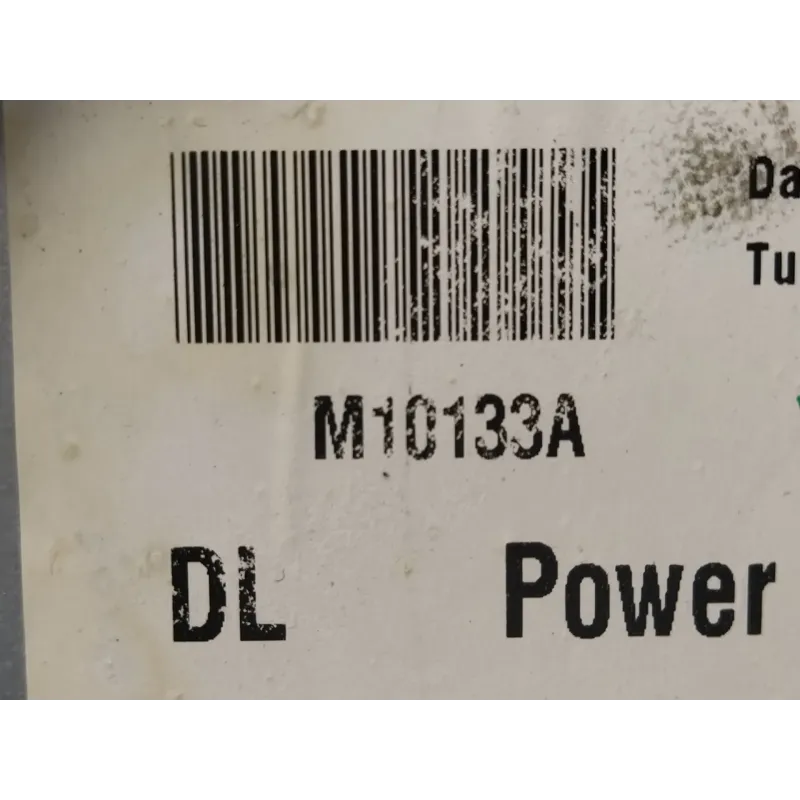 Da
Tu
M10133A
DL Power